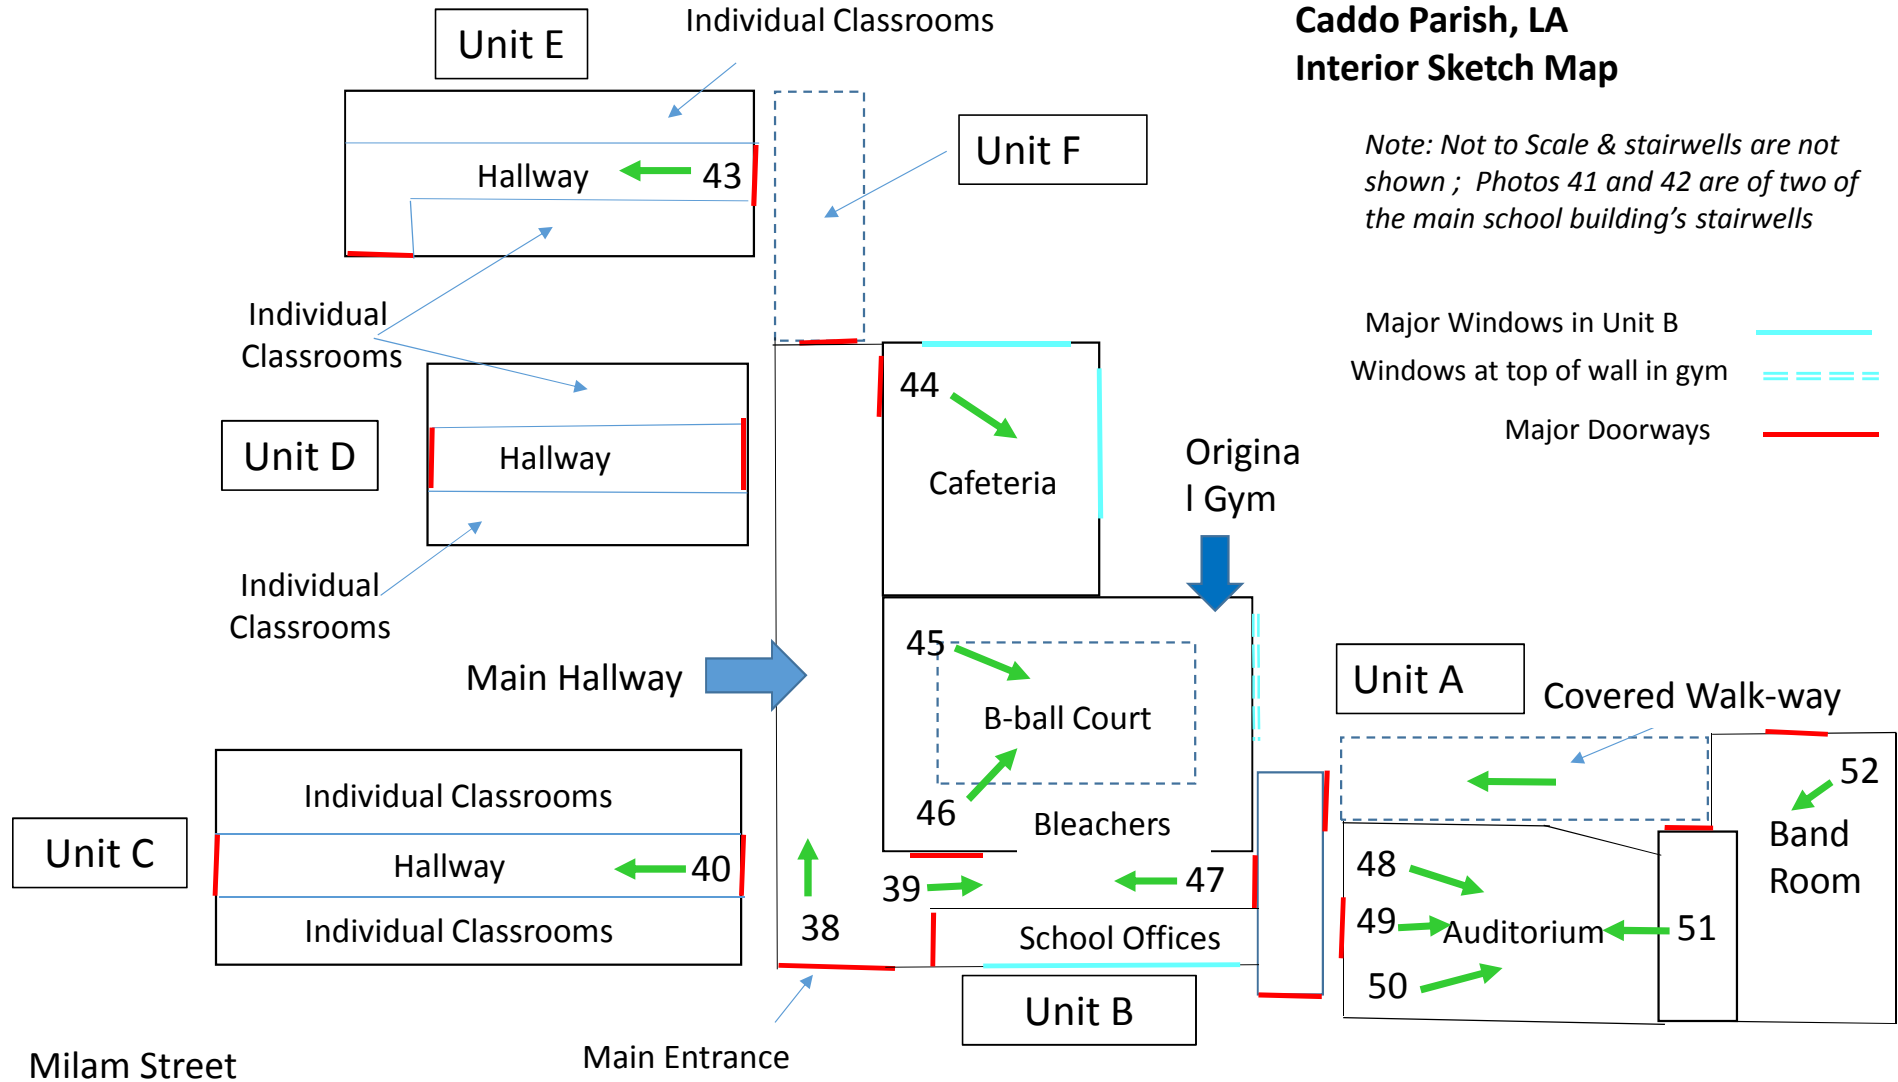 Individual Classrooms
Caddo Parish, LA
Interior Sketch Map
Unit E
Note: Not to Scale & stairwells are not
shown ; Photos 41 and 42 are of two of
the main school building’s stairwells
Unit F
Hallway
43
Individual
Classrooms
Major Windows in Unit B
Windows at top of wall in gym
Major Doorways
44
Cafeteria
Unit D
Hallway
Origina
l Gym
Individual
Classrooms
Main Hallway
45
B-ball Court
46
Bleachers
Unit A
Covered Walk-way
52
Band
Room
Unit C
Individual Classrooms
Hallway
40
Individual Classrooms
38
39
47
School Offices
48
49
Auditorium
51
50
Unit B
Main Entrance
Milam Street